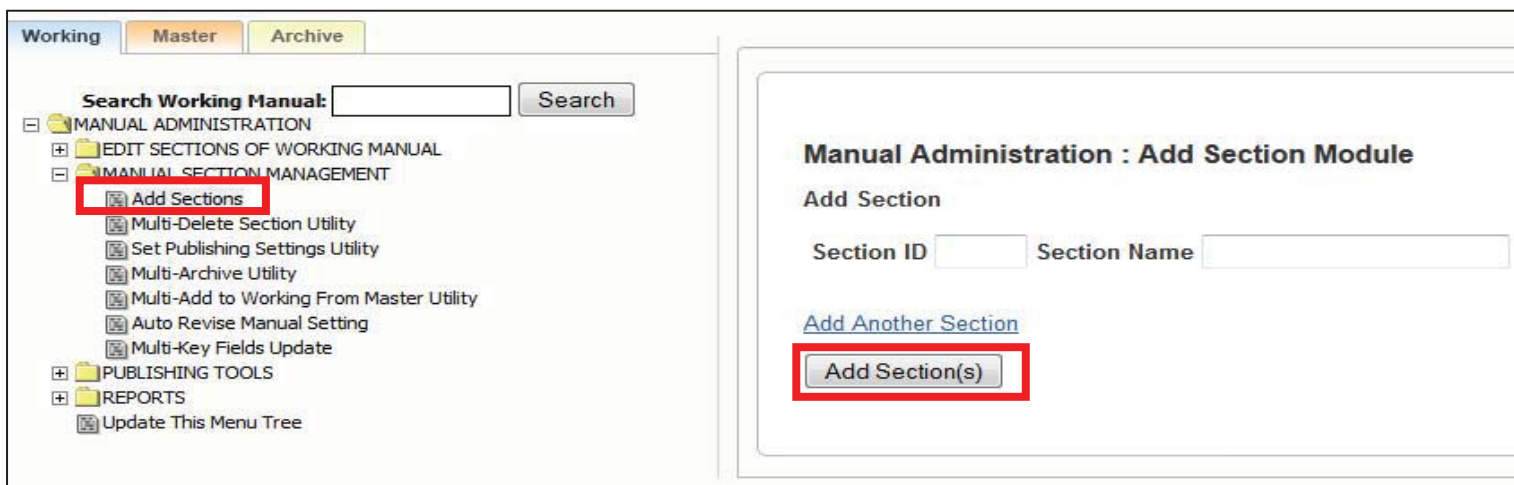 Working Master Archive
Search Working Manual: Search
MANUAL ADMINISTRATION
EDIT SECTIONS OF WORKING MANUAL
MANUAL SECTION MANAGEMENT
Add Sections
Multi-Delete Section Utility
Set Publishing Settings Utility
Multi-Archive Utility
Multi-Add to Working From Master Utility
Auto Revise Manual Setting
Multi-Key Fields Update
PUBLISHING TOOLS
REPORTS
Update This Menu Tree
Manual Administration : Add Section Module
Add Section
Section ID Section Name
Add Another Section
Add Section(s)